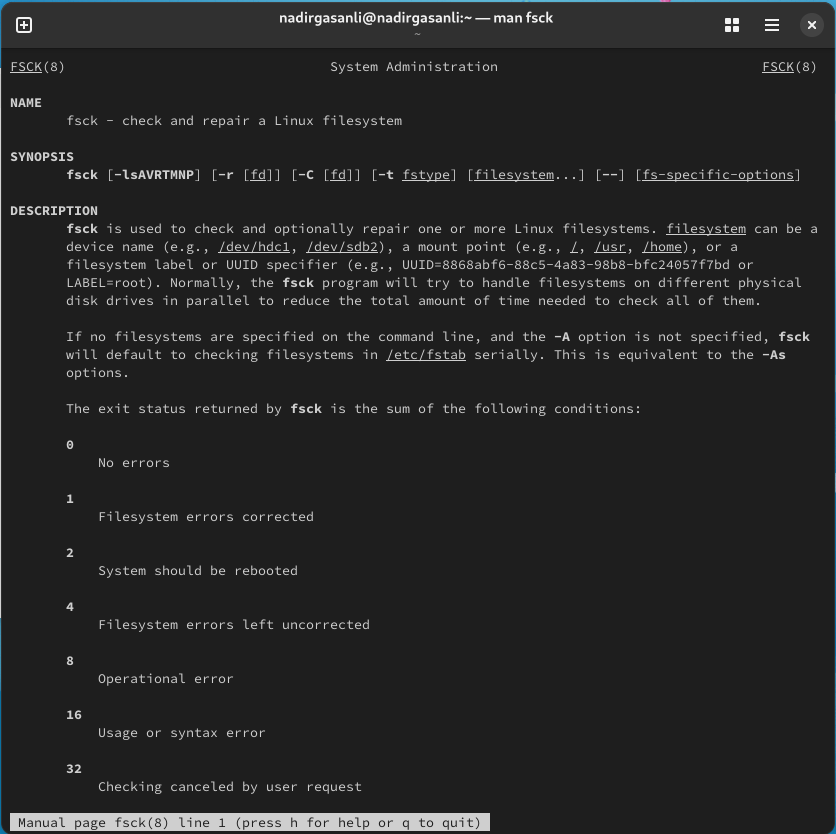 nadirgasanli@nadirgasanli:~ — man fsck
~
FSCK(8) System Administration FSCK(8)
NAME
fsck - check and repair a Linux filesystem
SYNOPSIS
fsck [-lsAVRTMNP] [-r [fd]] [-C [fd]] [-t fstype] [filesystem...] [--] [fs-specific-options]
DESCRIPTION
fsck is used to check and optionally repair one or more Linux filesystems. filesystem can be a
device name (e.g., /dev/hdc1, /dev/sdb2), a mount point (e.g., /, /usr, /home), or a
filesystem label or UUID specifier (e.g., UUID=8868abf6-88c5-4a83-98b8-bfc24057f7bd or
LABEL=root). Normally, the fsck program will try to handle filesystems on different physical
disk drives in parallel to reduce the total amount of time needed to check all of them.
If no filesystems are specified on the command line, and the -A option is not specified, fsck
will default to checking filesystems in /etc/fstab serially. This is equivalent to the -As
options.
The exit status returned by fsck is the sum of the following conditions:
0
No errors
1
Filesystem errors corrected
2
System should be rebooted
4
Filesystem errors left uncorrected
8
Operational error
16
Usage or syntax error
32
Checking canceled by user request
Manual page fsck(8) line 1 (press h for help or q to quit)